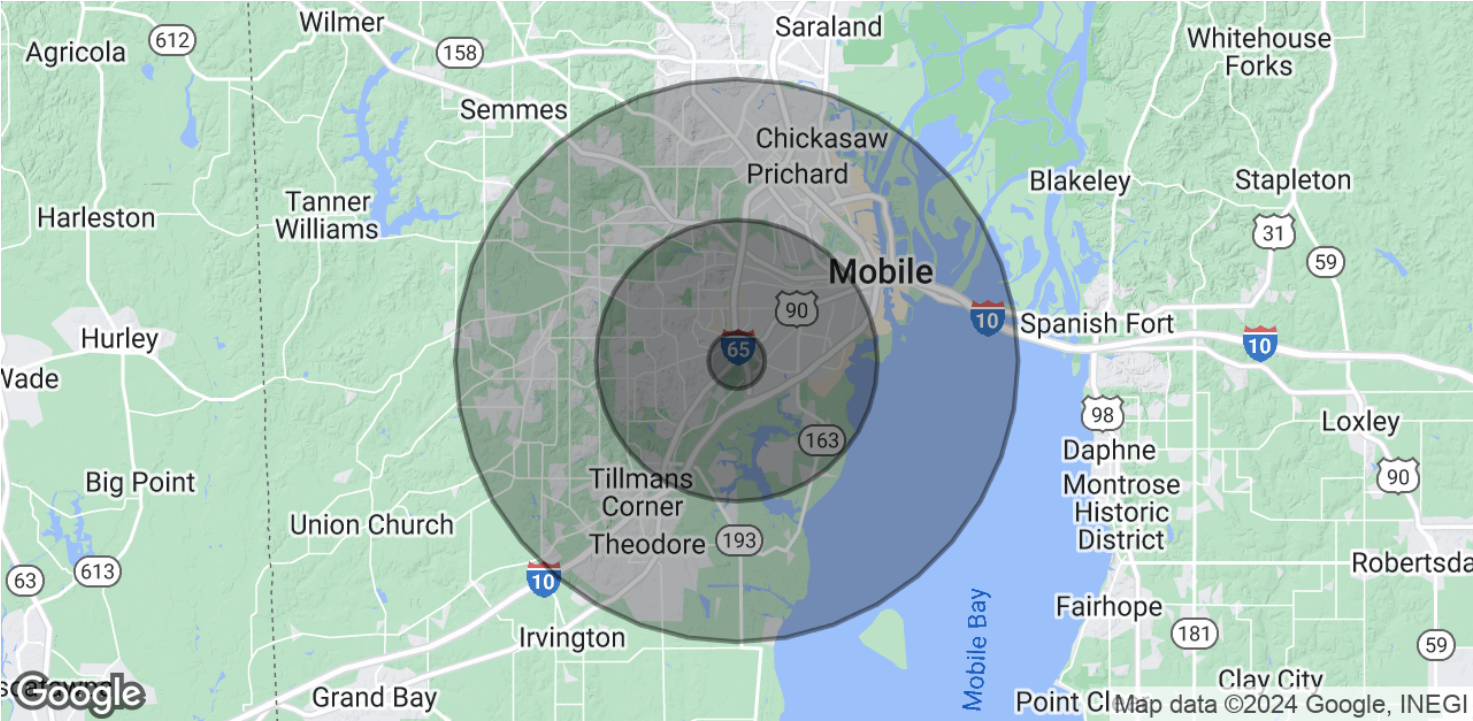 Wilmer
Saraland
612
Agricola
158
Whitehouse
Forks
Semmes
Chickasaw
Prichard
Blakeley
Stapleton
Tanner
Williams
Harleston
31
59
Mobile
90
10
Spanish Fort
Hurley
65
10
Wade
98
Loxley
163
Daphne
Tillmans
Corner
90
Big Point
Montrose
Historic
District
Union Church
Theodore
193
Robertsda
63
613
10
Fairhope
Mobile Bay
181
Irvington
59
Clay City
Google
Grand Bay
Point Cl
Map data ©2024 Google, INEGI